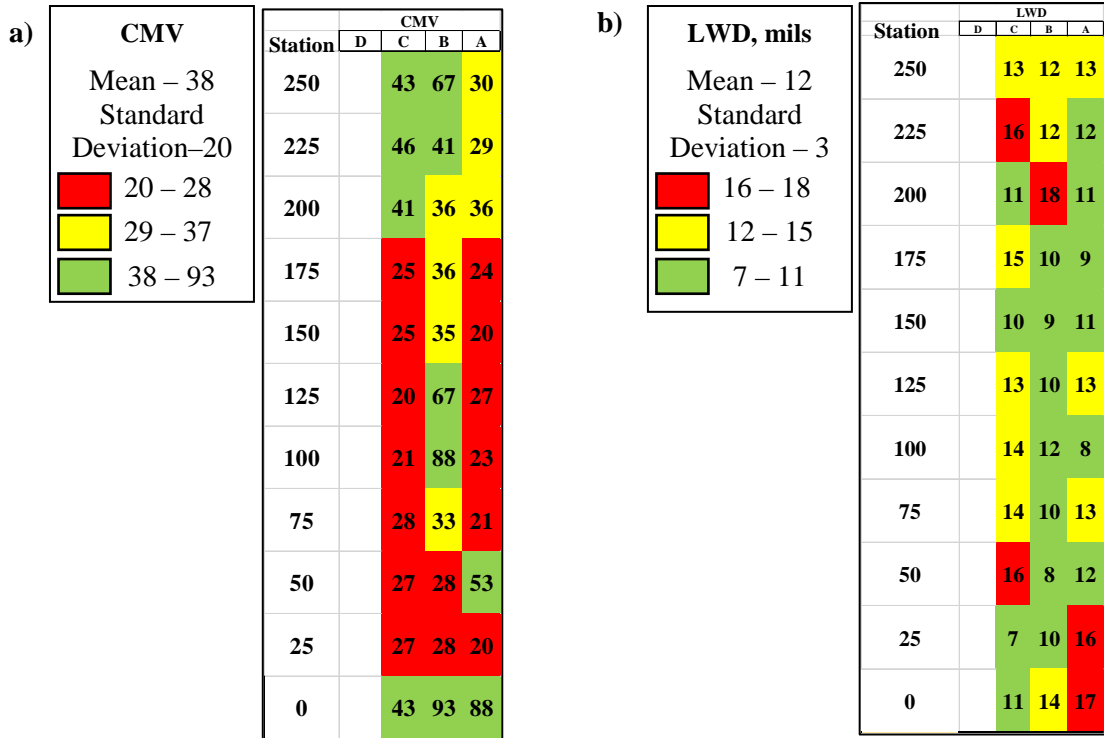 a)
CMV
Mean – 38
Standard
Deviation–20
20 – 28
29 – 37
38 – 93
CMV
Station D C B A
250 43 67 30
225 46 41 29
200 41 36 36
175 25 36 24
150 25 35 20
125 20 67 27
100 21 88 23
75 28 33 21
50 27 28 53
25 27 28 20
0 43 93 88
b)
LWD, mils
Mean – 12
Standard
Deviation – 3
16 – 18
12 – 15
7 – 11
LWD
Station D C B A
250 13 12 13
225 16 12 12
200 11 18 11
175 15 10 9
150 10 9 11
125 13 10 13
100 14 12 8
75 14 10 13
50 16 8 12
25 7 10 16
0 11 14 17